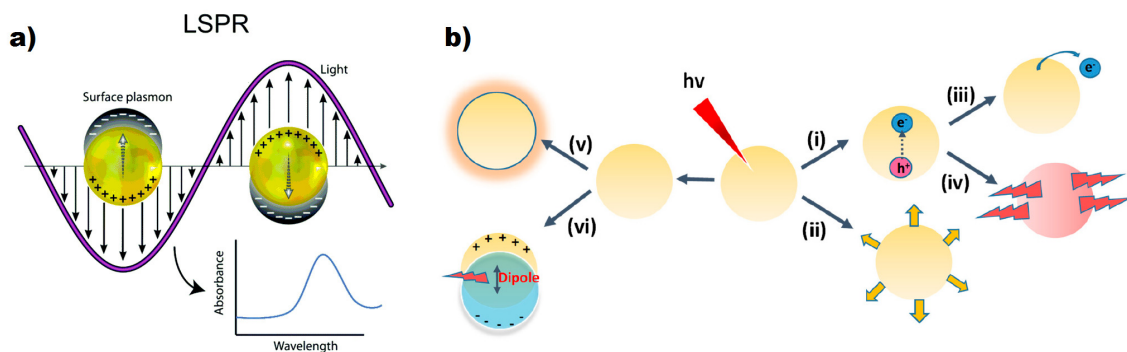 LSPR
a)
Light
Surface plasmon
Absorbance
Wavelength
b)
hv
(i)
(ii)
(iii)
(iv)
(v)
(vi)
e-
h+
e-
Dipole